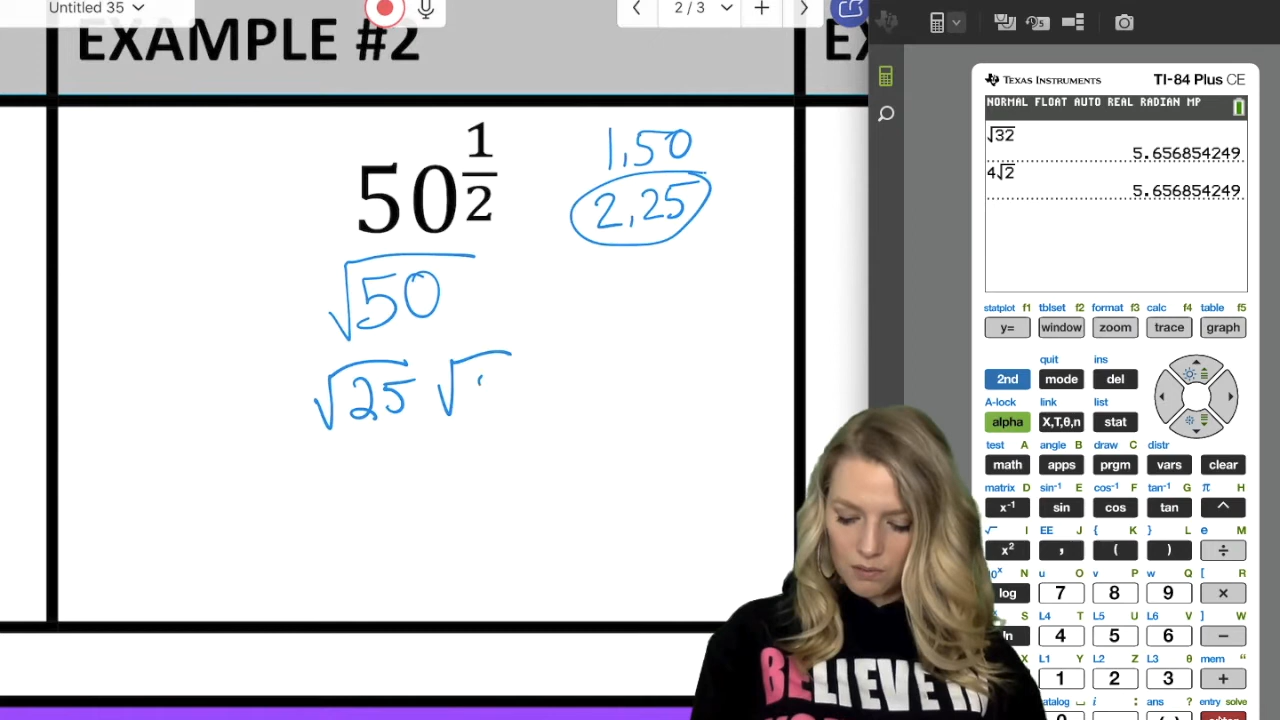 Untitled 35
2 / 3
EXAMPLE #2
50^(1/2)
1,50
2,25
√50
√25 √
TEXAS INSTRUMENTS TI-84 Plus CE
NORMAL FLOAT AUTO REAL RADIAN MP
√32
5.656854249
4√2
5.656854249
statplot f1 tblset f2 format f3 calc f4 table f5
y= window zoom trace graph
quit ins
2nd mode del
A-lock link list
alpha X,T,θ,n stat
test A angle B draw C distr
math apps prgm vars clear
matrix D sin⁻¹ E cos⁻¹ F tan⁻¹ G π H
x⁻¹ sin cos tan ^
√ I EE J { K } L e M
x² , ( ) ÷
N u O v P w Q [ R
log 7 8 9 ×
S L4 T L5 U L6 V ] W
4 5 6 −
X L1 Y L2 Z L3 θ mem "
1 2 3 +
catalog i : ans ? entry solve
BELIEVE IN